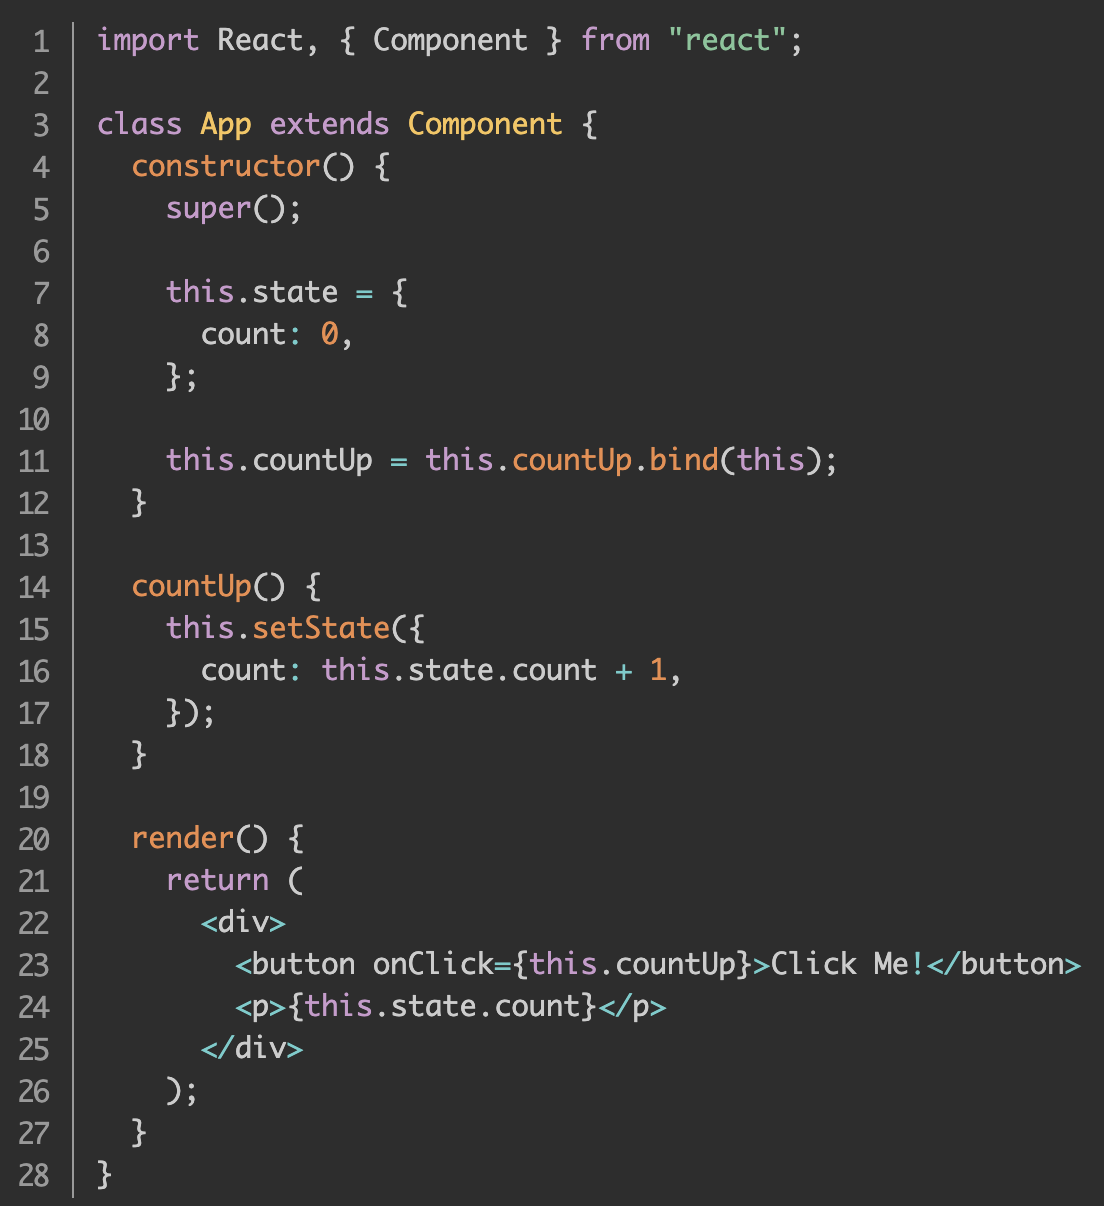 1 import React, { Component } from "react";
2
3 class App extends Component {
4   constructor() {
5     super();
6
7     this.state = {
8       count: 0,
9     };
10
11     this.countUp = this.countUp.bind(this);
12   }
13
14   countUp() {
15     this.setState({
16       count: this.state.count + 1,
17     });
18   }
19
20   render() {
21     return (
22       <div>
23         <button onClick={this.countUp}>Click Me!</button>
24         <p>{this.state.count}</p>
25       </div>
26     );
27   }
28 }